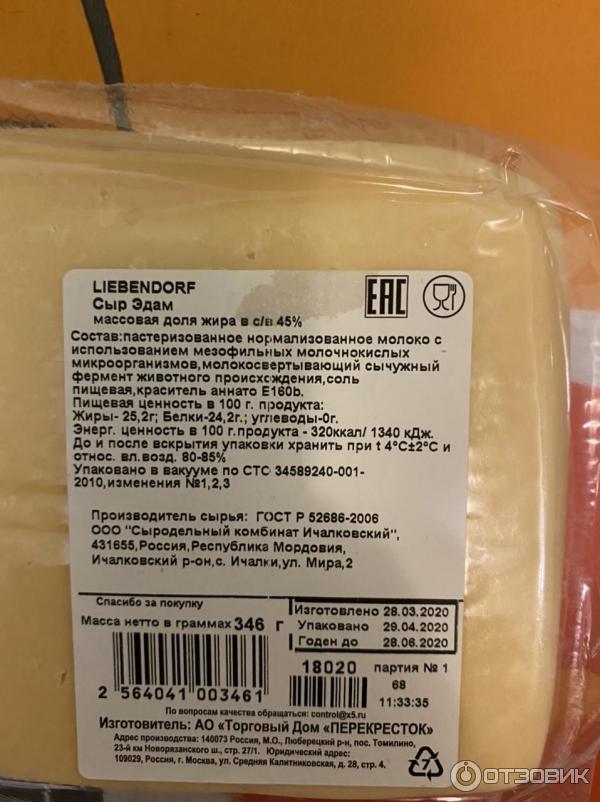 LIEBENDORF
Сыр Эдам
массовая доля жира в с/в 45%
EAC
Состав:пастеризованное нормализованное молоко с
использованием мезофильных молочнокислых
микроорганизмов,молокосвертывающий сычужный
фермент животного происхождения,соль
пищевая,краситель аннато Е160b.
Пищевая ценность в 100 г. продукта:
Жиры- 25,2г; Белки-24,2г.; углеводы-0г.
Энерг. ценность в 100 г.продукта - 320ккал/ 1340 кДж.
До и после вскрытия упаковки хранить при t 4°С±2°С и
относ. вл.возд. 80-85%
Упаковано в вакууме по СТО 34589240-001-
2010,изменения №1,2,3
Производитель сырья: ГОСТ Р 52686-2006
ООО "Сыродельный комбинат Ичалковский",
431655,Россия,Республика Мордовия,
Ичалковский р-он,с. Ичалки,ул. Мира,2
Спасибо за покупку
Масса нетто в граммах 346 г
Изготовлено 28.03.2020
Упаковано 29.04.2020
Годен до 28.06.2020
2 564041 003461
18020 партия № 1
68
11:33:35
По вопросам качества обращаться: control@x5.ru
Изготовитель: АО «Торговый Дом «ПЕРЕКРЕСТОК»
Адрес производства: 140073 Россия, М.О., Люберецкий р-н, пос. Томилино,
23-й км Новорязанского ш., стр. 27/1. Юридический адрес:
109029, Россия, г. Москва, ул. Средняя Калитниковская, д. 28, стр. 4.
7
ОТЗОВИК